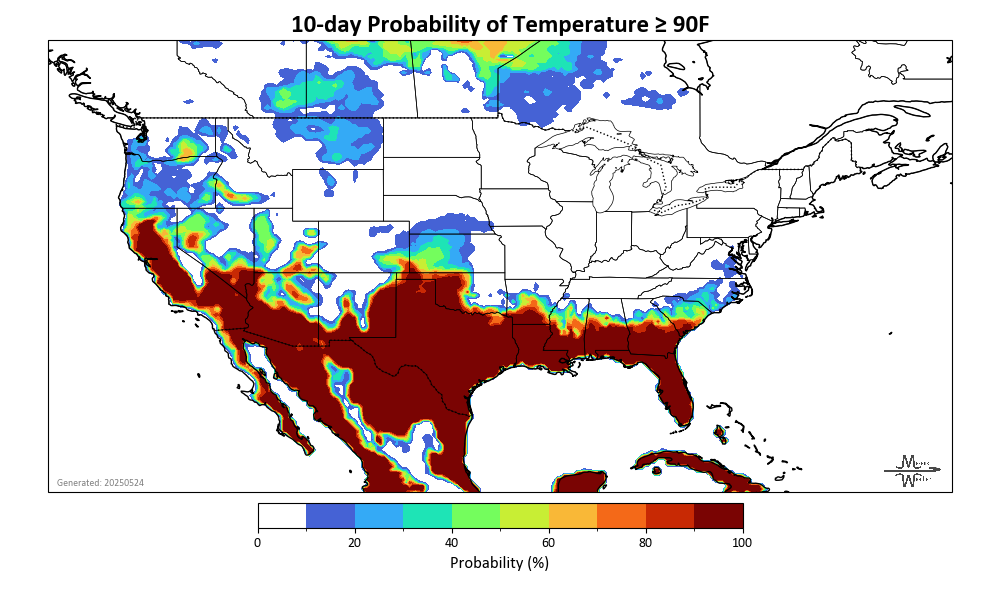 10-day Probability of Temperature ≥ 90F
Generated: 20250524
0 20 40 60 80 100
Probability (%)